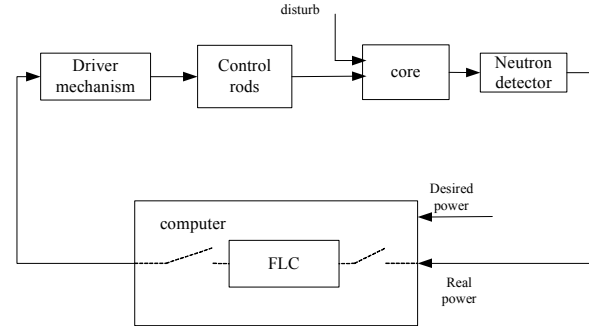 disturb
Driver
mechanism
Control
rods
core
Neutron
detector
Desired
power
computer
FLC
Real
power